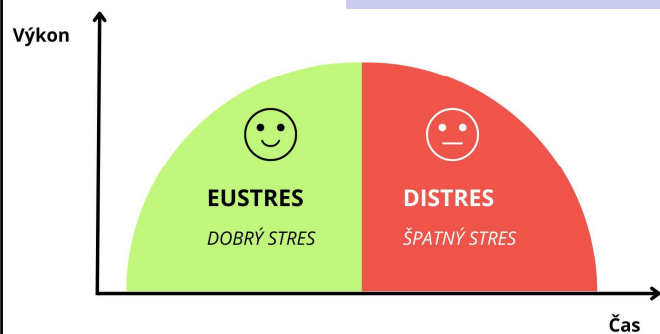 Výkon
EUSTRES
DOBRÝ STRES
DISTRES
ŠPATNÝ STRES
Čas